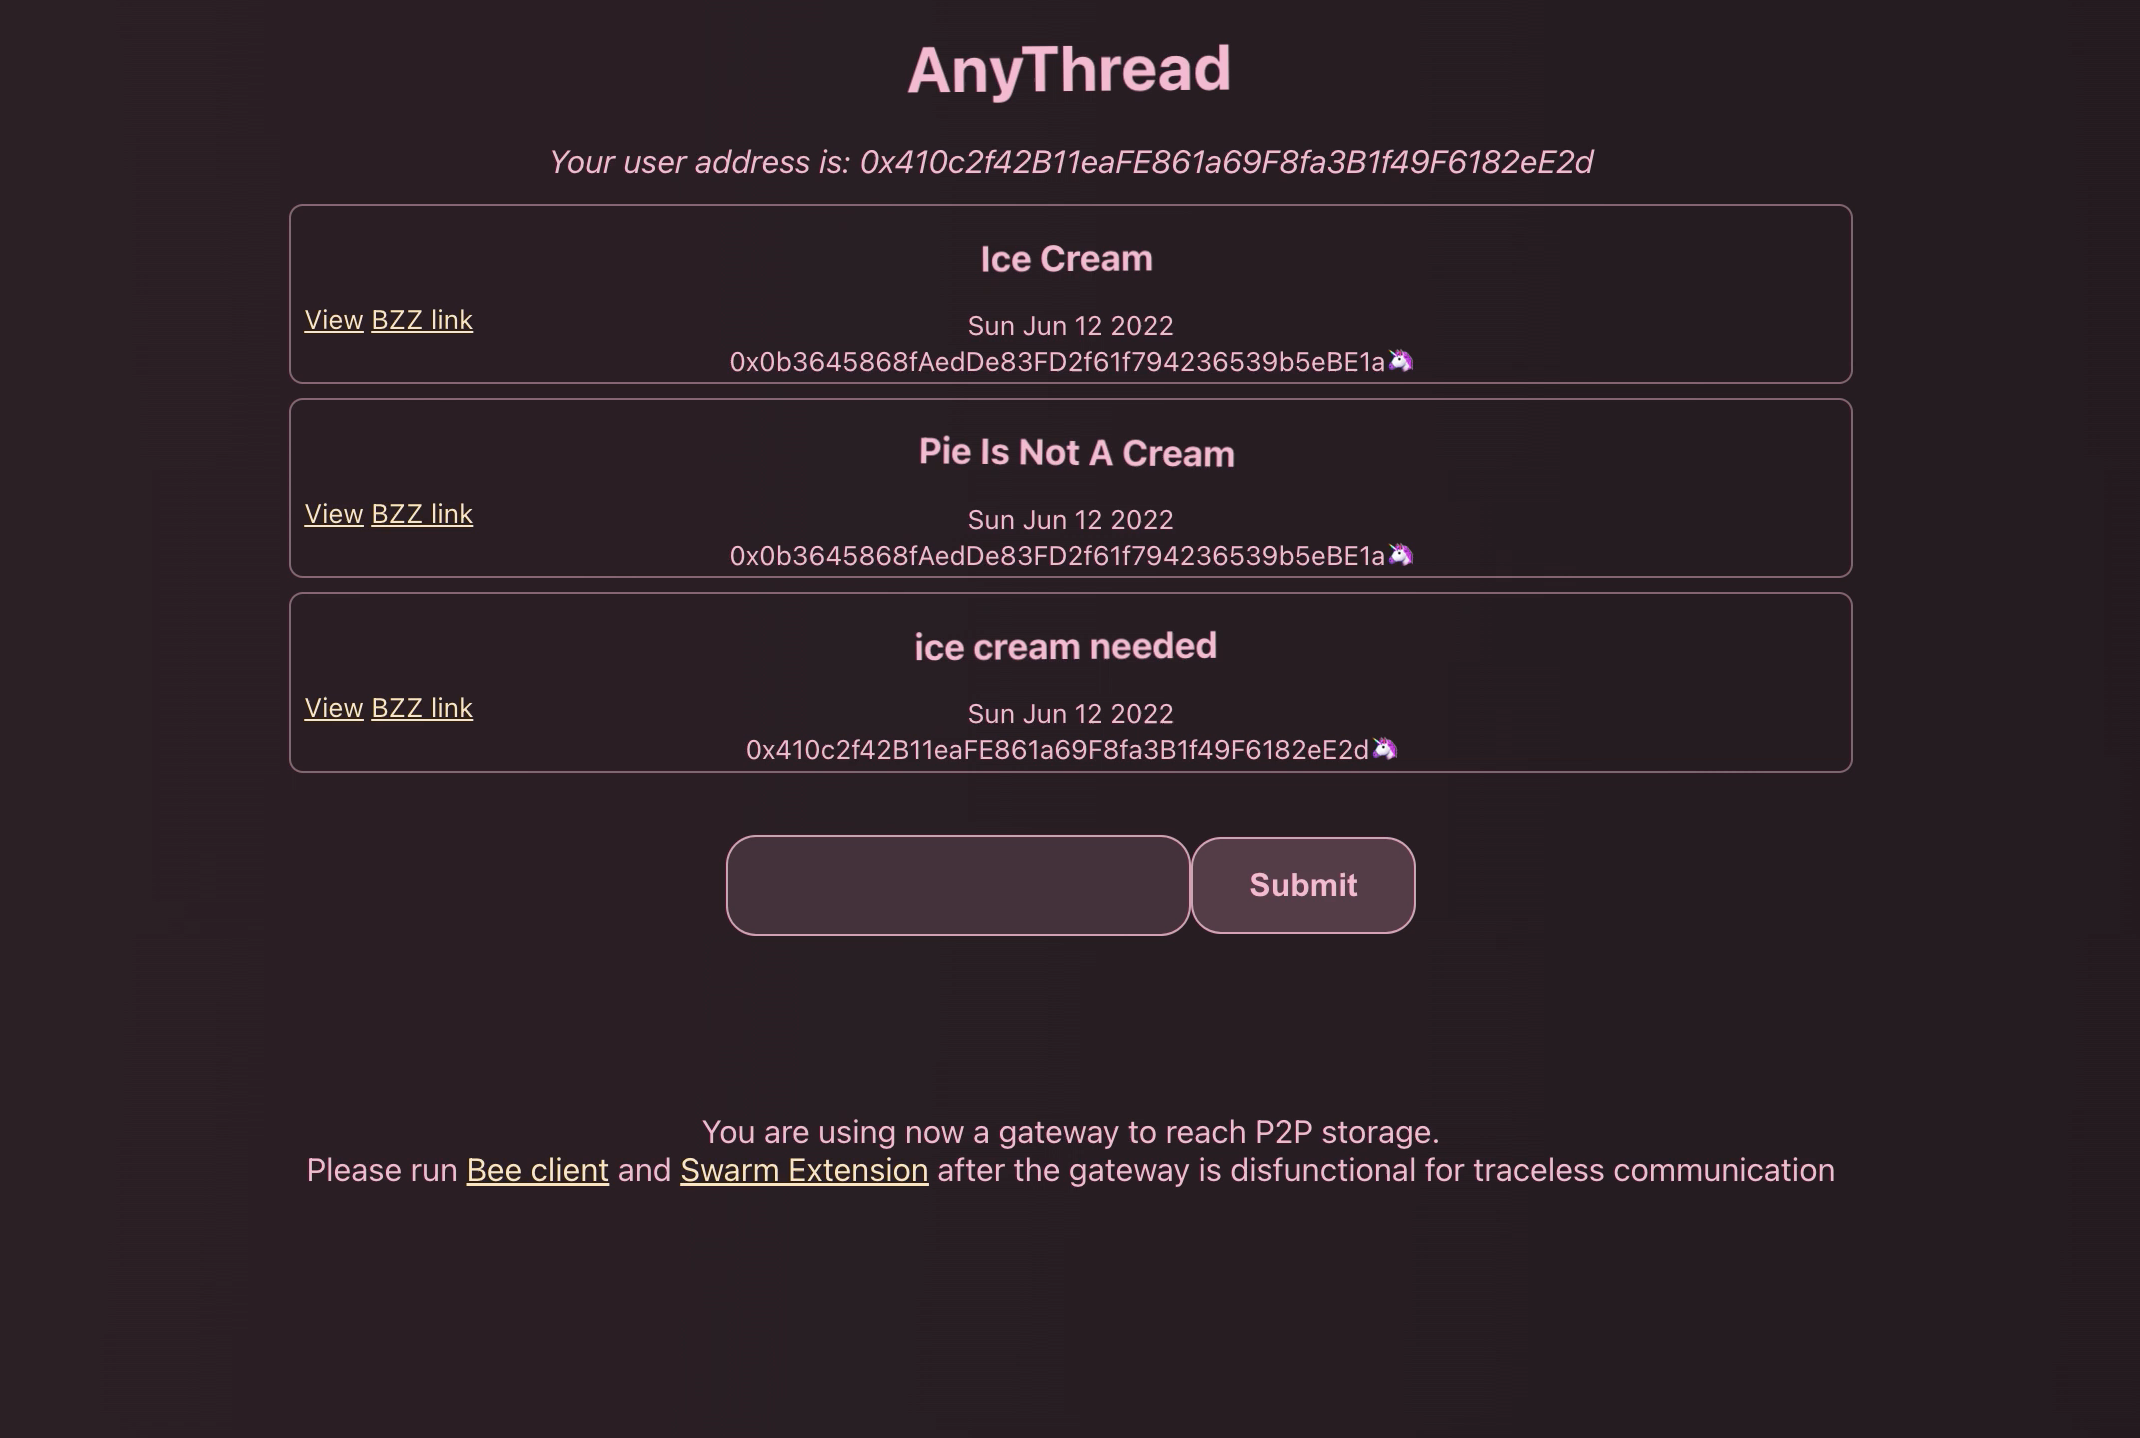 AnyThread
Your user address is: 0x410c2f42B11eaFE861a69F8fa3B1f49F6182eE2d
Ice Cream
View BZZ link
Sun Jun 12 2022
0x0b3645868fAedDe83FD2f61f794236539b5eBE1a🦄
Pie Is Not A Cream
View BZZ link
Sun Jun 12 2022
0x0b3645868fAedDe83FD2f61f794236539b5eBE1a🦄
ice cream needed
View BZZ link
Sun Jun 12 2022
0x410c2f42B11eaFE861a69F8fa3B1f49F6182eE2d🦄
Submit
You are using now a gateway to reach P2P storage.
Please run Bee client and Swarm Extension after the gateway is disfunctional for traceless communication